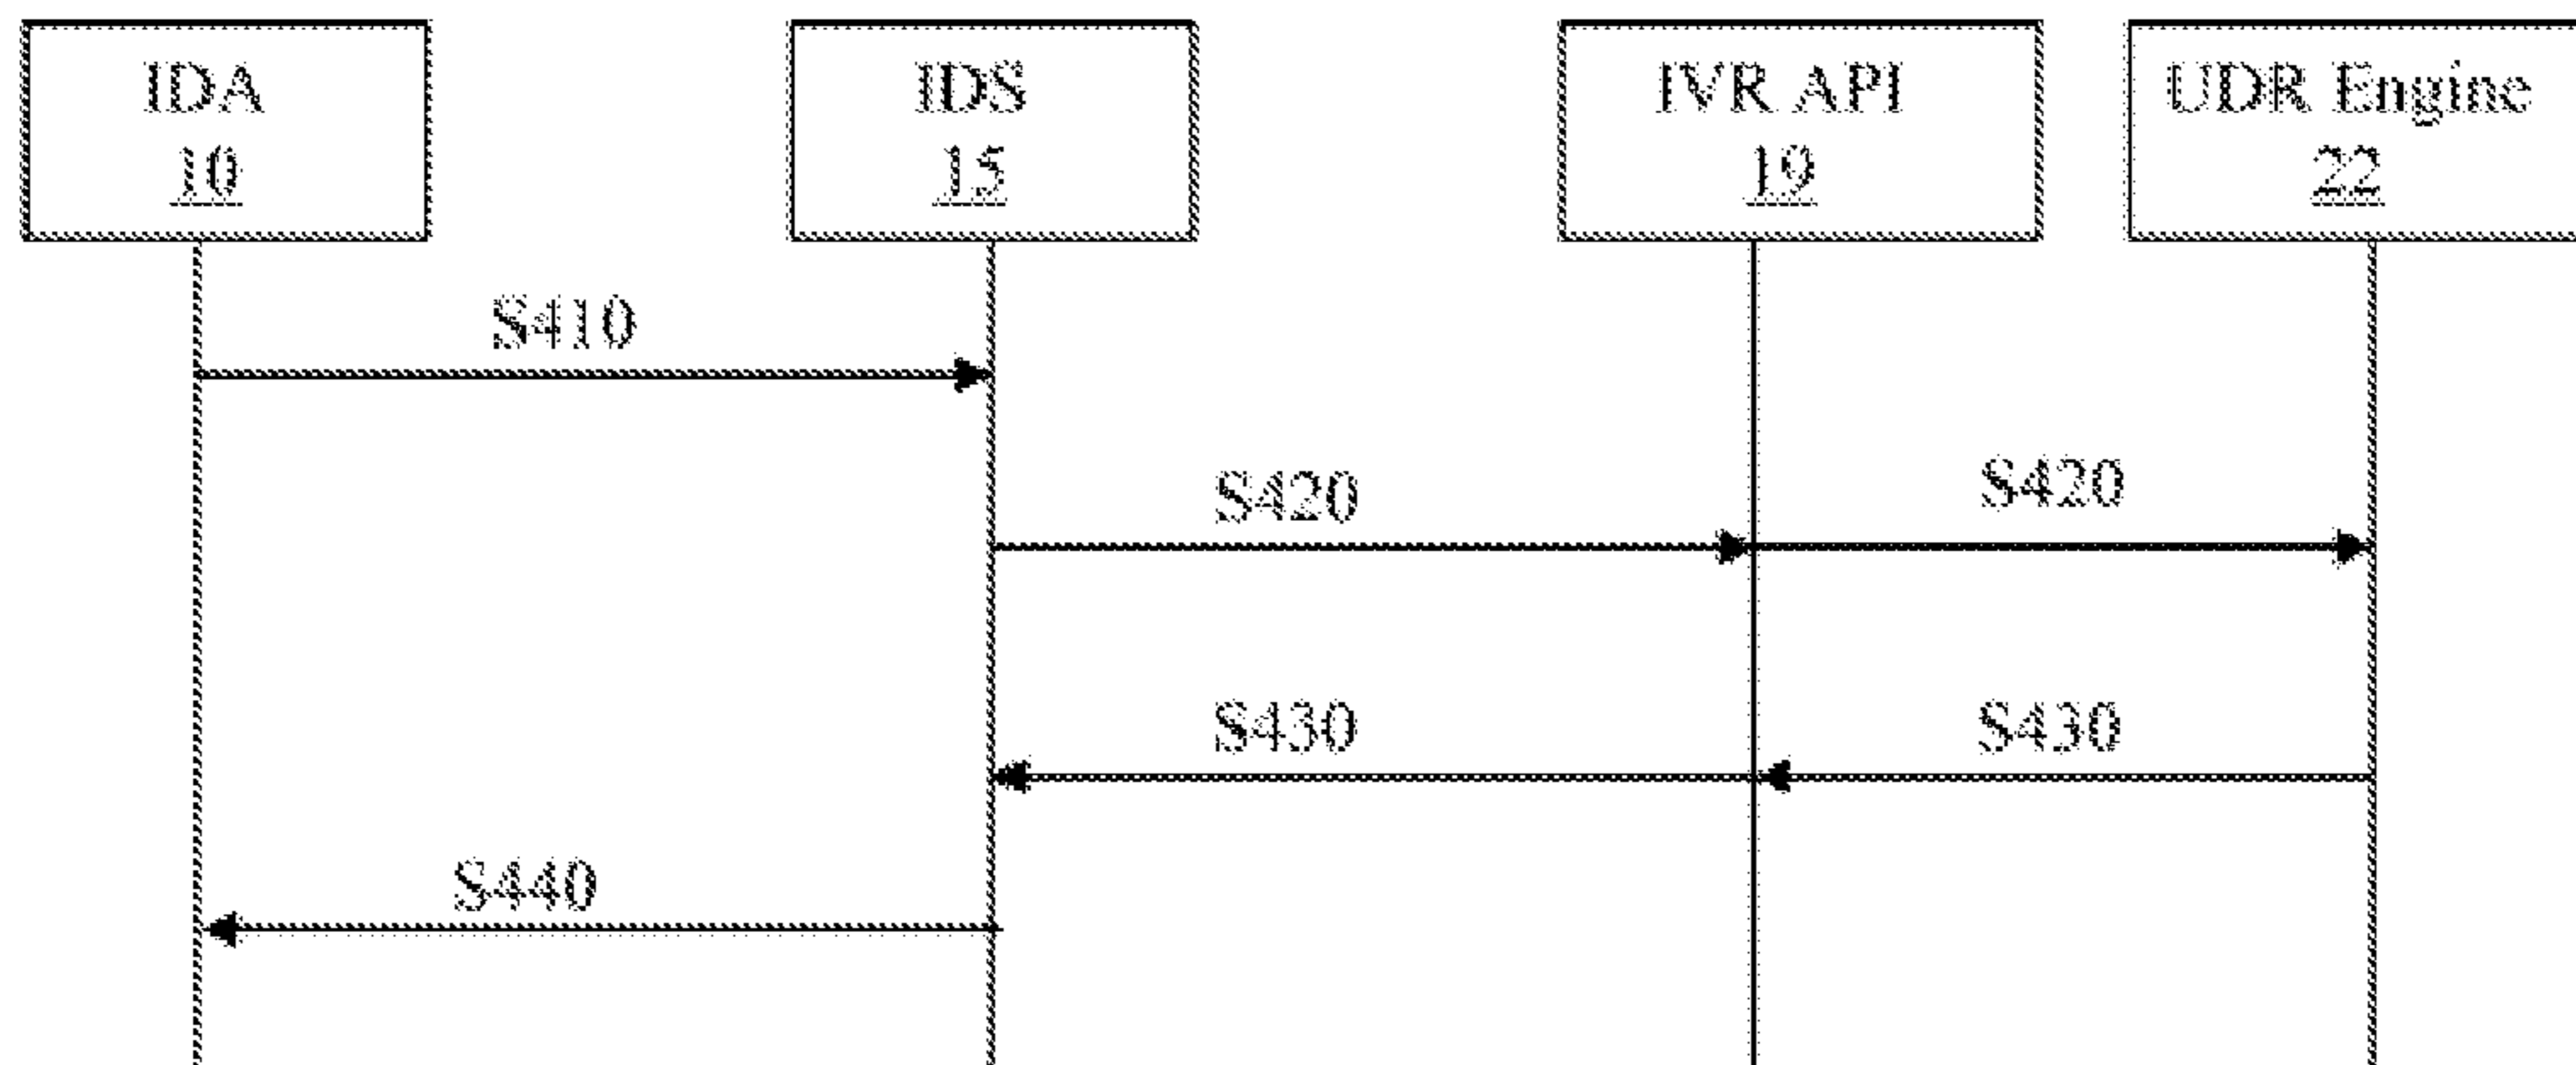 IDA
10
IDS
15
IVR API
19
UDR Engine
22
S410
S420
S420
S430
S430
S440